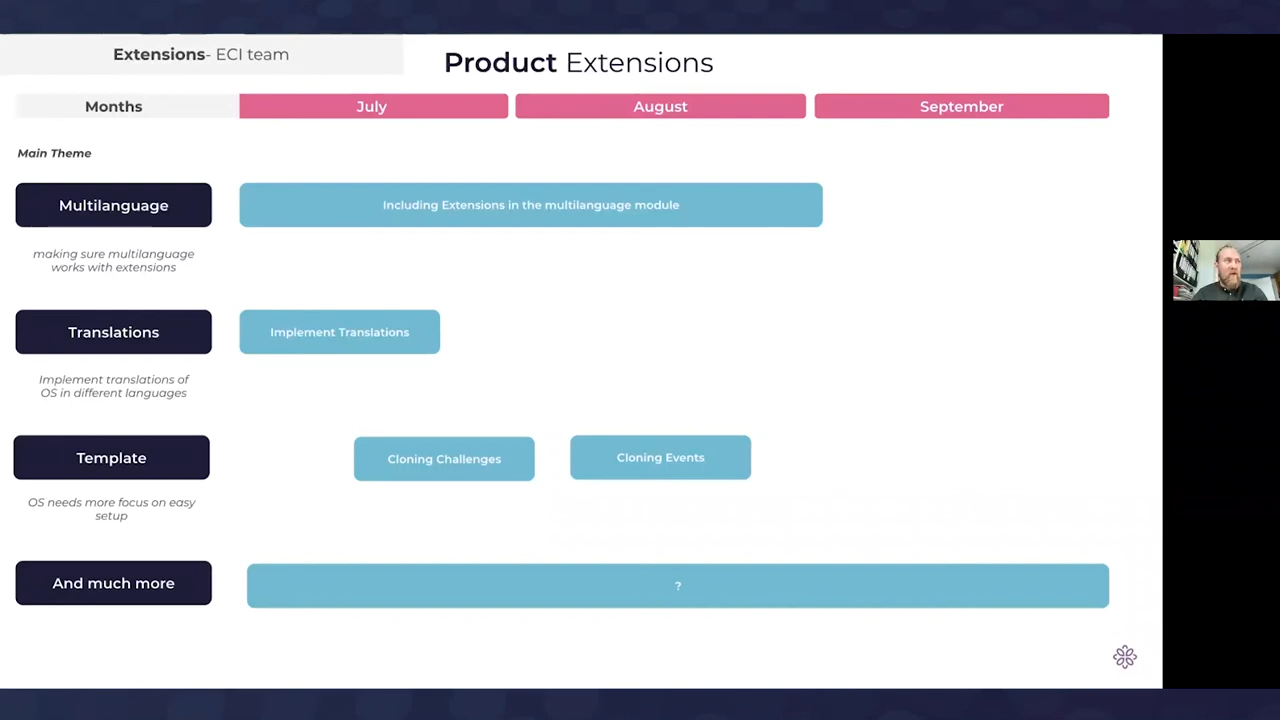 Extensions- ECI team
Product Extensions
Months
July
August
September
Main Theme
Multilanguage
Including Extensions in the multilanguage module
making sure multilanguage
works with extensions
Translations
Implement Translations
Implement translations of
OS in different languages
Template
Cloning Challenges
Cloning Events
OS needs more focus on easy
setup
And much more
?